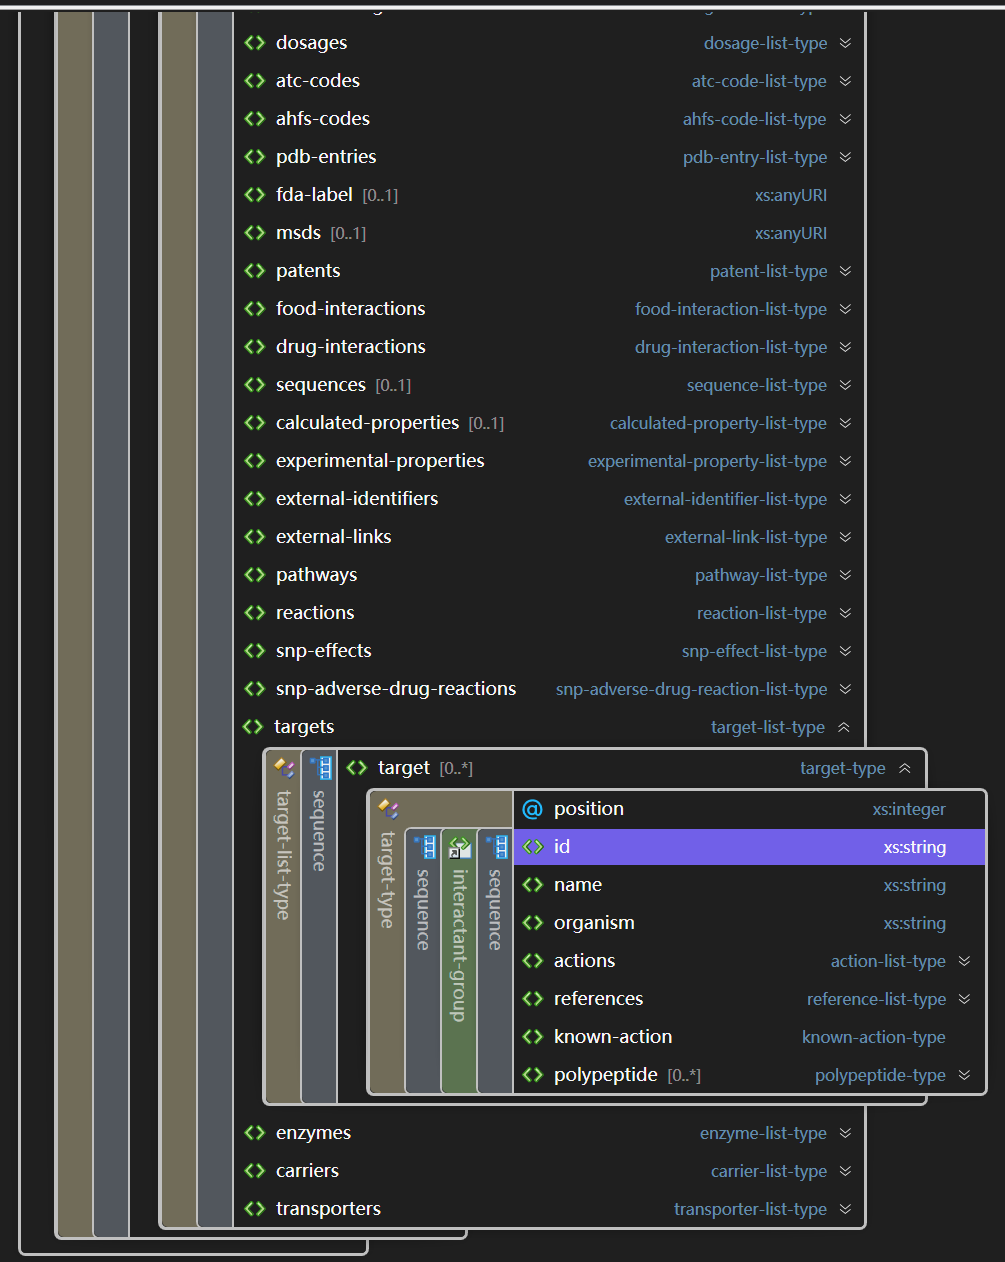 dosages dosage-list-type
atc-codes atc-code-list-type
ahfs-codes ahfs-code-list-type
pdb-entries pdb-entry-list-type
fda-label [0..1] xs:anyURI
msds [0..1] xs:anyURI
patents patent-list-type
food-interactions food-interaction-list-type
drug-interactions drug-interaction-list-type
sequences [0..1] sequence-list-type
calculated-properties [0..1] calculated-property-list-type
experimental-properties experimental-property-list-type
external-identifiers external-identifier-list-type
external-links external-link-list-type
pathways pathway-list-type
reactions reaction-list-type
snp-effects snp-effect-list-type
snp-adverse-drug-reactions snp-adverse-drug-reaction-list-type
targets target-list-type
target-list-type
sequence
target [0..*] target-type
target-type
sequence
interactant-group
sequence
@ position xs:integer
id xs:string
name xs:string
organism xs:string
actions action-list-type
references reference-list-type
known-action known-action-type
polypeptide [0..*] polypeptide-type
enzymes enzyme-list-type
carriers carrier-list-type
transporters transporter-list-type